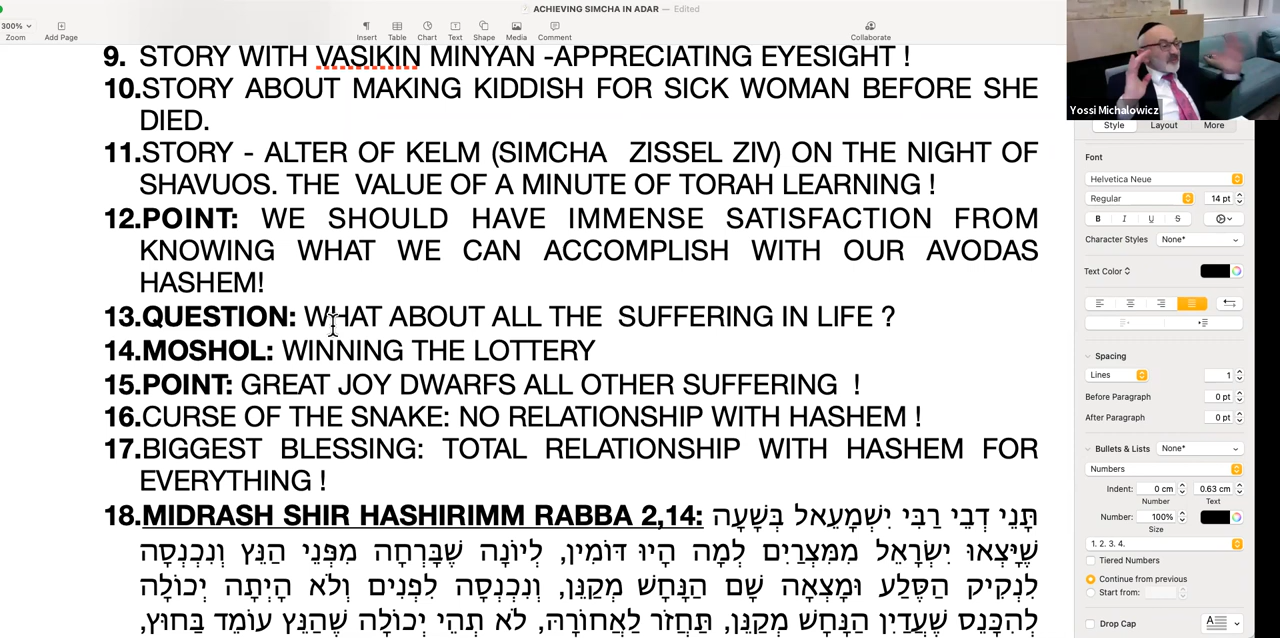 ACHIEVING SIMCHA IN ADAR — Edited
300%
Zoom
Add Page
Insert
Table
Chart
Text
Shape
Media
Comment
Collaborate
9. STORY WITH VASIKIN MINYAN -APPRECIATING EYESIGHT !
10.STORY ABOUT MAKING KIDDISH FOR SICK WOMAN BEFORE SHE
DIED.
11.STORY - ALTER OF KELM (SIMCHA ZISSEL ZIV) ON THE NIGHT OF
SHAVUOS. THE VALUE OF A MINUTE OF TORAH LEARNING !
12.POINT: WE SHOULD HAVE IMMENSE SATISFACTION FROM
KNOWING WHAT WE CAN ACCOMPLISH WITH OUR AVODAS
HASHEM!
13.QUESTION: WHAT ABOUT ALL THE SUFFERING IN LIFE ?
14.MOSHOL: WINNING THE LOTTERY
15.POINT: GREAT JOY DWARFS ALL OTHER SUFFERING !
16.CURSE OF THE SNAKE: NO RELATIONSHIP WITH HASHEM !
17.BIGGEST BLESSING: TOTAL RELATIONSHIP WITH HASHEM FOR
EVERYTHING !
18.MIDRASH SHIR HASHIRIMM RABBA 2,14: תָּנֵי דְבֵי רַבִּי יִשְׁמָעֵאל בְּשָׁעָה
שֶׁיָּצְאוּ יִשְׂרָאֵל מִמִּצְרַיִם לְמָה הָיוּ דּוֹמִין, לְיוֹנָה שֶׁבָּרְחָה מִפְּנֵי הַנֵּץ וְנִכְנְסָה
לִנְקִיק הַסֶּלַע וּמָצְאָה שָׁם הַנָּחָשׁ מְקַנֵּן, וְנִכְנְסָה לִפְנִים וְלֹא הָיְתָה יְכוֹלָה
לְהִכָּנֵס שֶׁעֲדַיִן הַנָּחָשׁ מְקַנֵּן, תַּחֲזֹר לַאֲחוֹרֶהָ, לֹא תְהִי יְכוֹלָה שֶׁהַנֵּץ עוֹמֵד בַּחוּץ,
Yossi Michalowicz
Style
Layout
More
Font
Helvetica Neue
Regular
14 pt
B
I
U
S
Character Styles
None*
Text Color
Spacing
Lines
1
Before Paragraph
0 pt
After Paragraph
0 pt
Bullets & Lists
None*
Numbers
Indent:
0 cm
0.63 cm
Number
Text
Number:
100%
Size
1. 2. 3. 4.
Tiered Numbers
Continue from previous
Start from:
Drop Cap
A